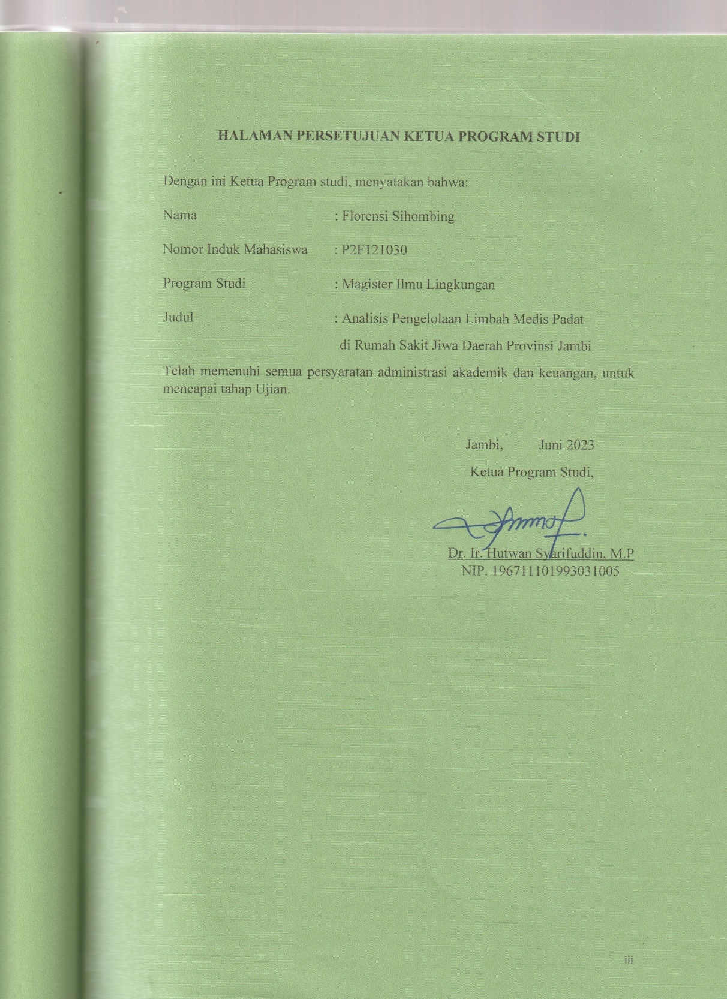 HALAMAN PERSETUJUAN KETUA PROGRAM STUDI
Dengan ini Ketua Program studi, menyatakan bahwa:
Nama : Florensi Sihombing
Nomor Induk Mahasiswa : P2F121030
Program Studi : Magister Ilmu Lingkungan
Judul : Analisis Pengelolaan Limbah Medis Padat
di Rumah Sakit Jiwa Daerah Provinsi Jambi
Telah memenuhi semua persyaratan administrasi akademik dan keuangan, untuk
mencapai tahap Ujian.
Jambi, Juni 2023
Ketua Program Studi,
Dr. Ir. Hutwan Syarifuddin, M.P
NIP. 196711101993031005
iii